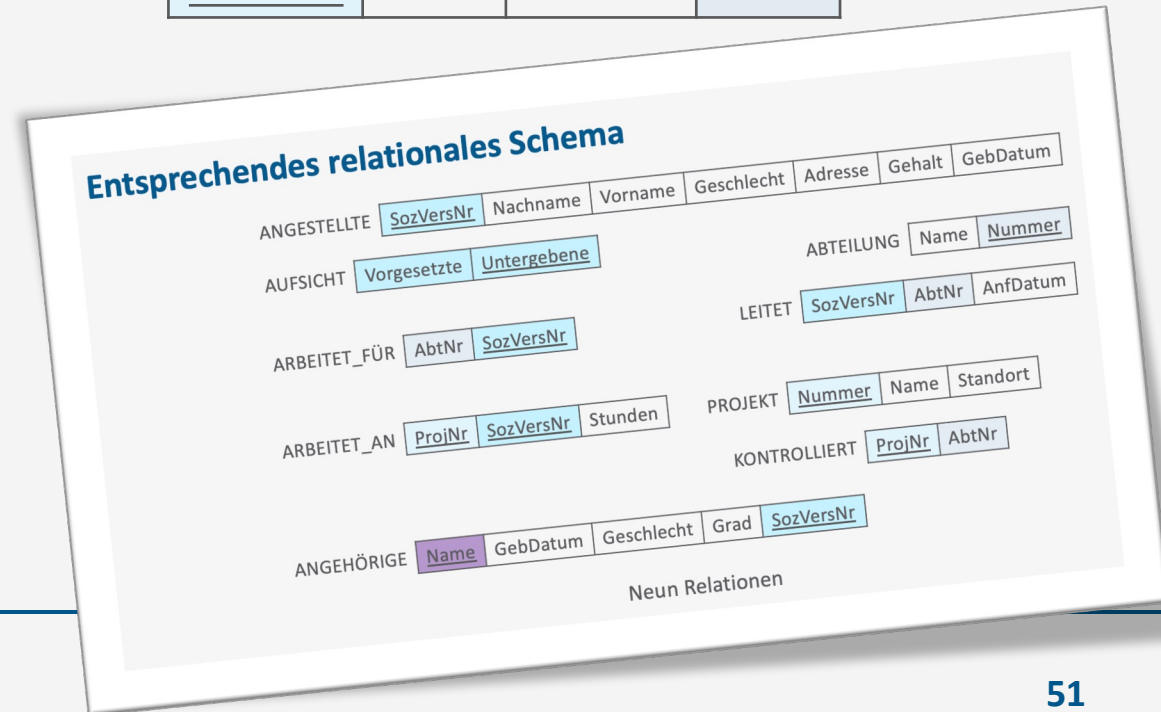 Entsprechendes relationales Schema
ANGESTELLTE SozVersNr Nachname Vorname Geschlecht Adresse Gehalt GebDatum
AUFSICHT Vorgesetzte Untergebene
ABTEILUNG Name Nummer
LEITET SozVersNr AbtNr AnfDatum
ARBEITET_FÜR AbtNr SozVersNr
ARBEITET_AN ProjNr SozVersNr Stunden
PROJEKT Nummer Name Standort
KONTROLLIERT ProjNr AbtNr
ANGEHÖRIGE Name GebDatum Geschlecht Grad SozVersNr
Neun Relationen
51